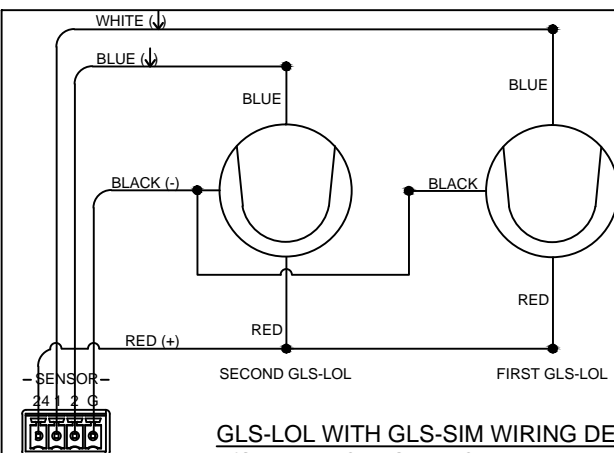 WHITE (↓)
BLUE (↓)
BLUE
BLUE
BLACK (-)
BLACK
RED
RED
RED (+)
SECOND GLS-LOL
FIRST GLS-LOL
-SENSOR-
24 1 2 G
GLS-LOL WITH GLS-SIM WIRING DE